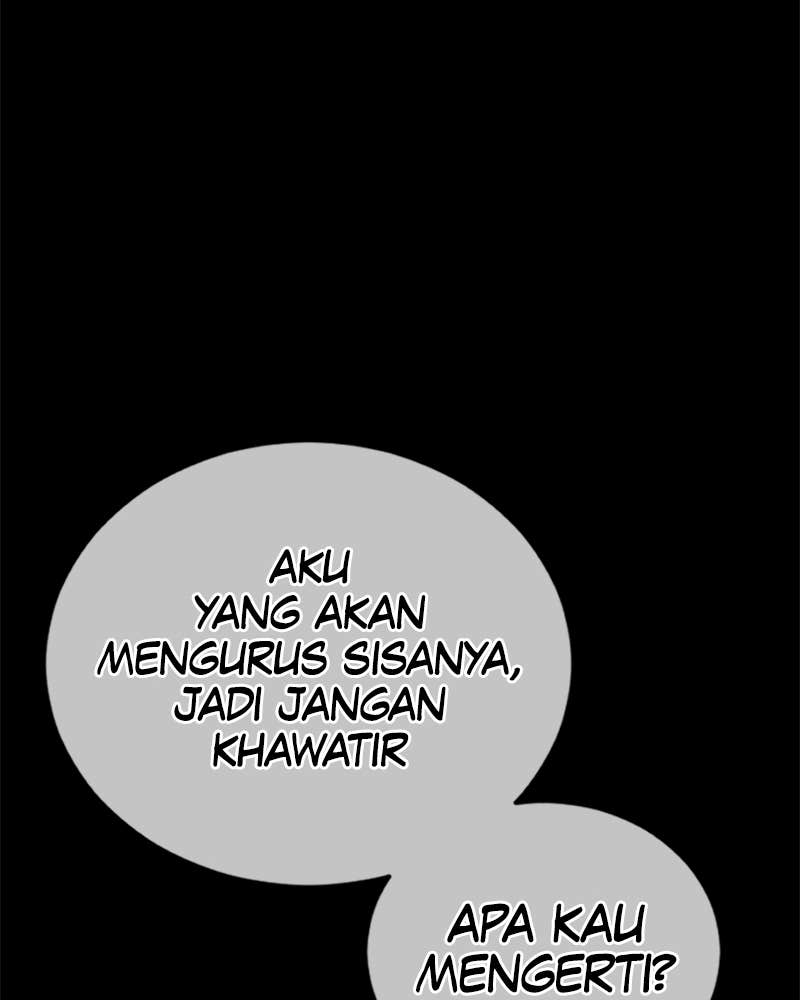 AKU
YANG AKAN
MENGURUS SISANYA,
JADI JANGAN
KHAWATIR
APA KAU
MENGERTI?